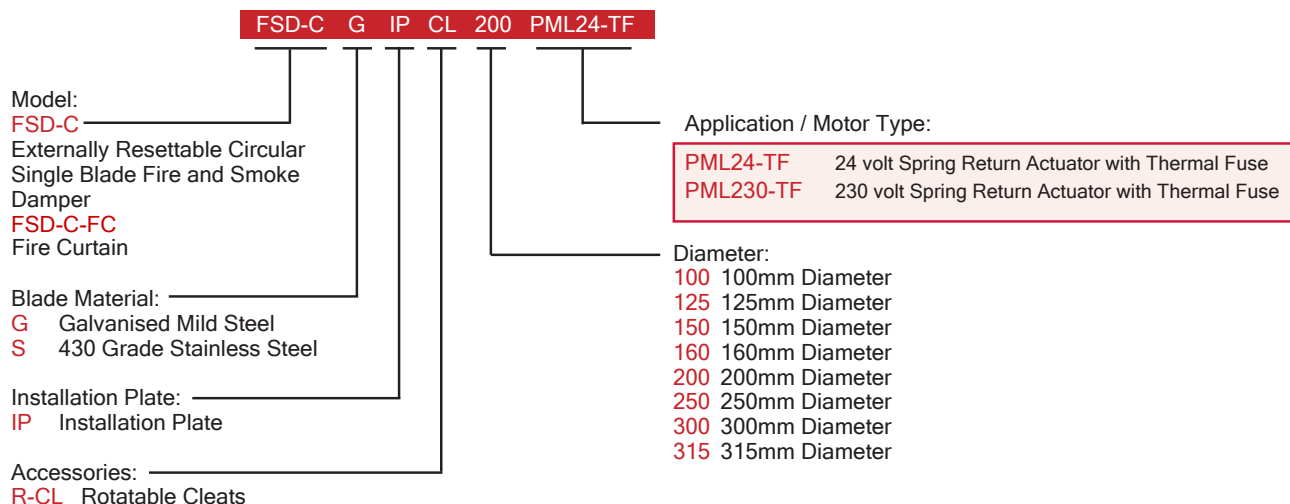 FSD-C G IP CL 200 PML24-TF
Model:
FSD-C
Externally Resettable Circular
Single Blade Fire and Smoke
Damper
FSD-C-FC
Fire Curtain
Blade Material:
G Galvanised Mild Steel
S 430 Grade Stainless Steel
Installation Plate:
IP Installation Plate
Accessories:
R-CL Rotatable Cleats
Application / Motor Type:
PML24-TF 24 volt Spring Return Actuator with Thermal Fuse
PML230-TF 230 volt Spring Return Actuator with Thermal Fuse
Diameter:
100 100mm Diameter
125 125mm Diameter
150 150mm Diameter
160 160mm Diameter
200 200mm Diameter
250 250mm Diameter
300 300mm Diameter
315 315mm Diameter